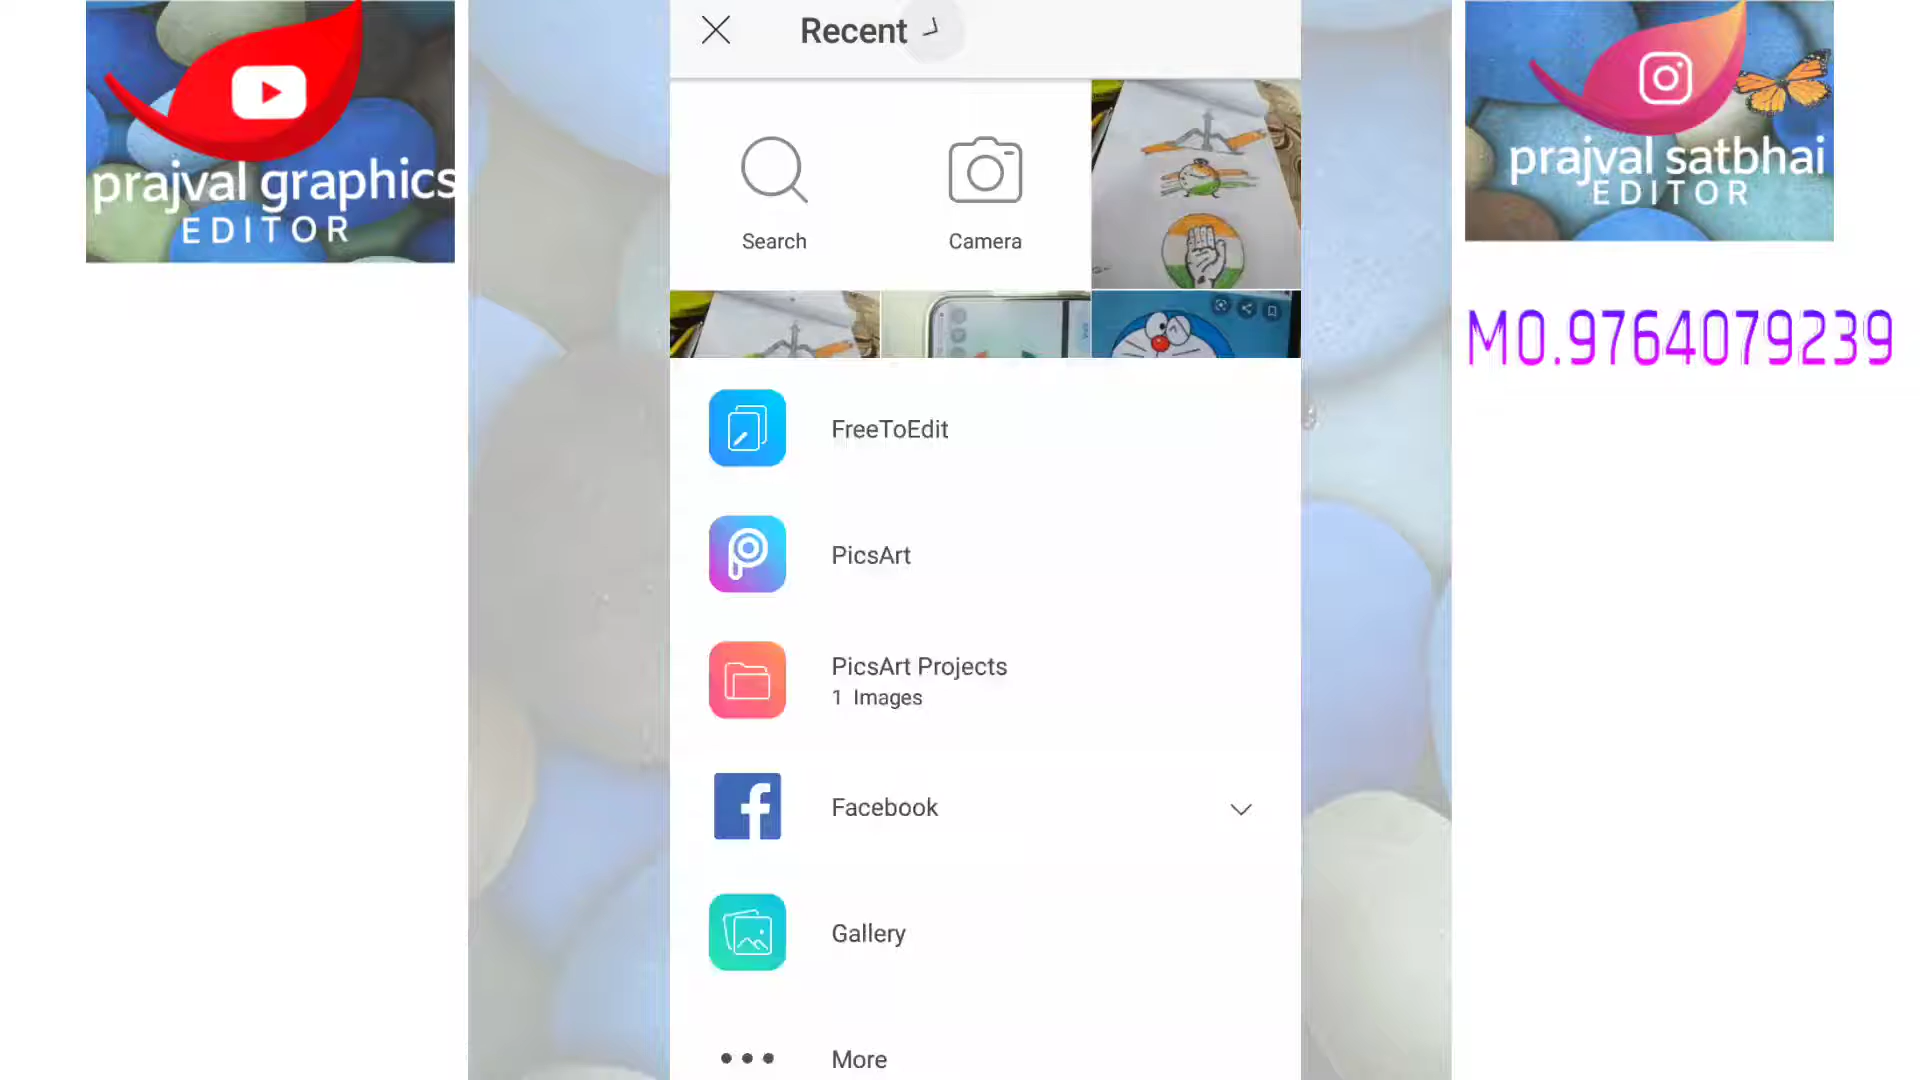 prajval graphics
EDITOR
Recent
Search
Camera
FreeToEdit
PicsArt
PicsArt Projects
1 Images
Facebook
Gallery
More
prajval satbhai
EDITOR
MO.9764079239